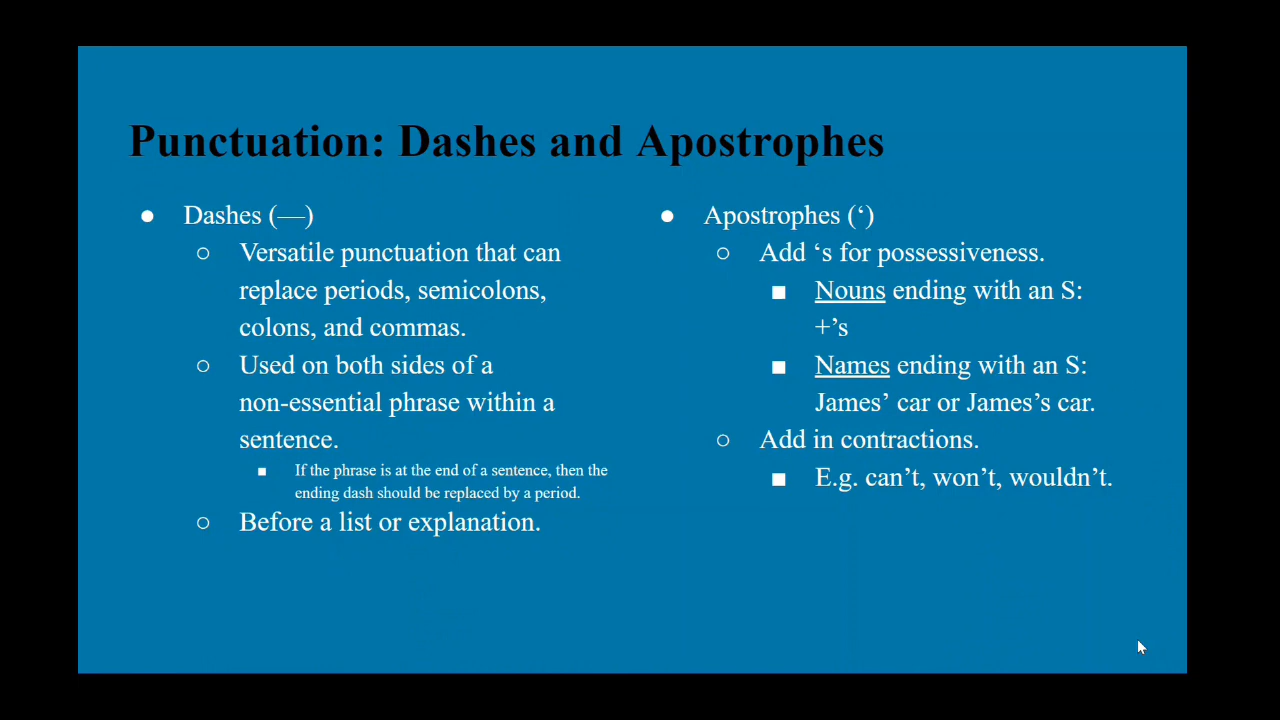 Punctuation: Dashes and Apostrophes
● Dashes (—)
○ Versatile punctuation that can
replace periods, semicolons,
colons, and commas.
○ Used on both sides of a
non-essential phrase within a
sentence.
■ If the phrase is at the end of a sentence, then the
ending dash should be replaced by a period.
○ Before a list or explanation.
● Apostrophes (‘)
○ Add ‘s for possessiveness.
■ Nouns ending with an S:
+’s
■ Names ending with an S:
James’ car or James’s car.
○ Add in contractions.
■ E.g. can’t, won’t, wouldn’t.